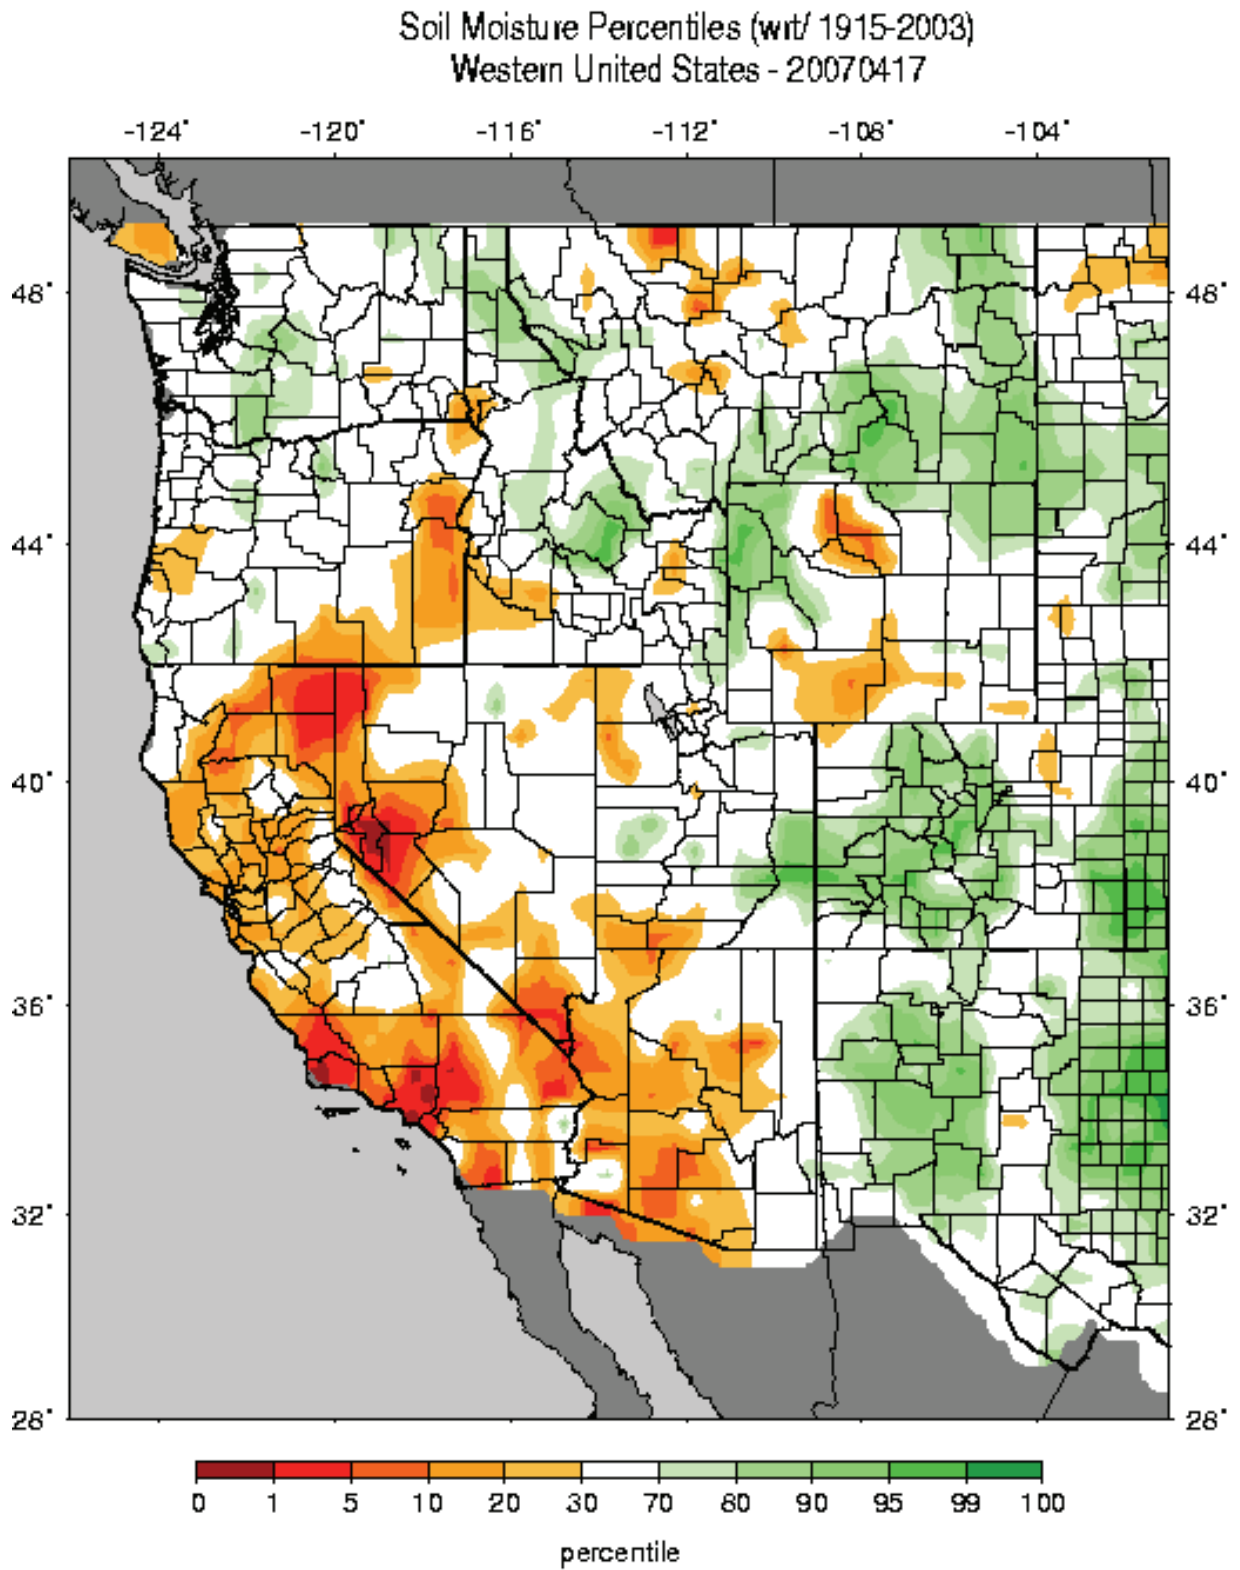 Soil Moisture Percentiles (wrt/ 1915-2003)
Western United States - 20070417
-124° -120° -116° -112° -108° -104°
48° 48°
44° 44°
40° 40°
36° 36°
32° 32°
28° 28°
0 1 5 10 20 30 70 80 90 95 99 100
percentile